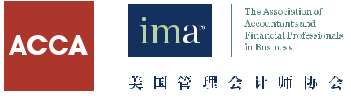 ACCA
ima™
The Association of
Accountants and
Financial Professionals
in Business
美国管理会计师协会